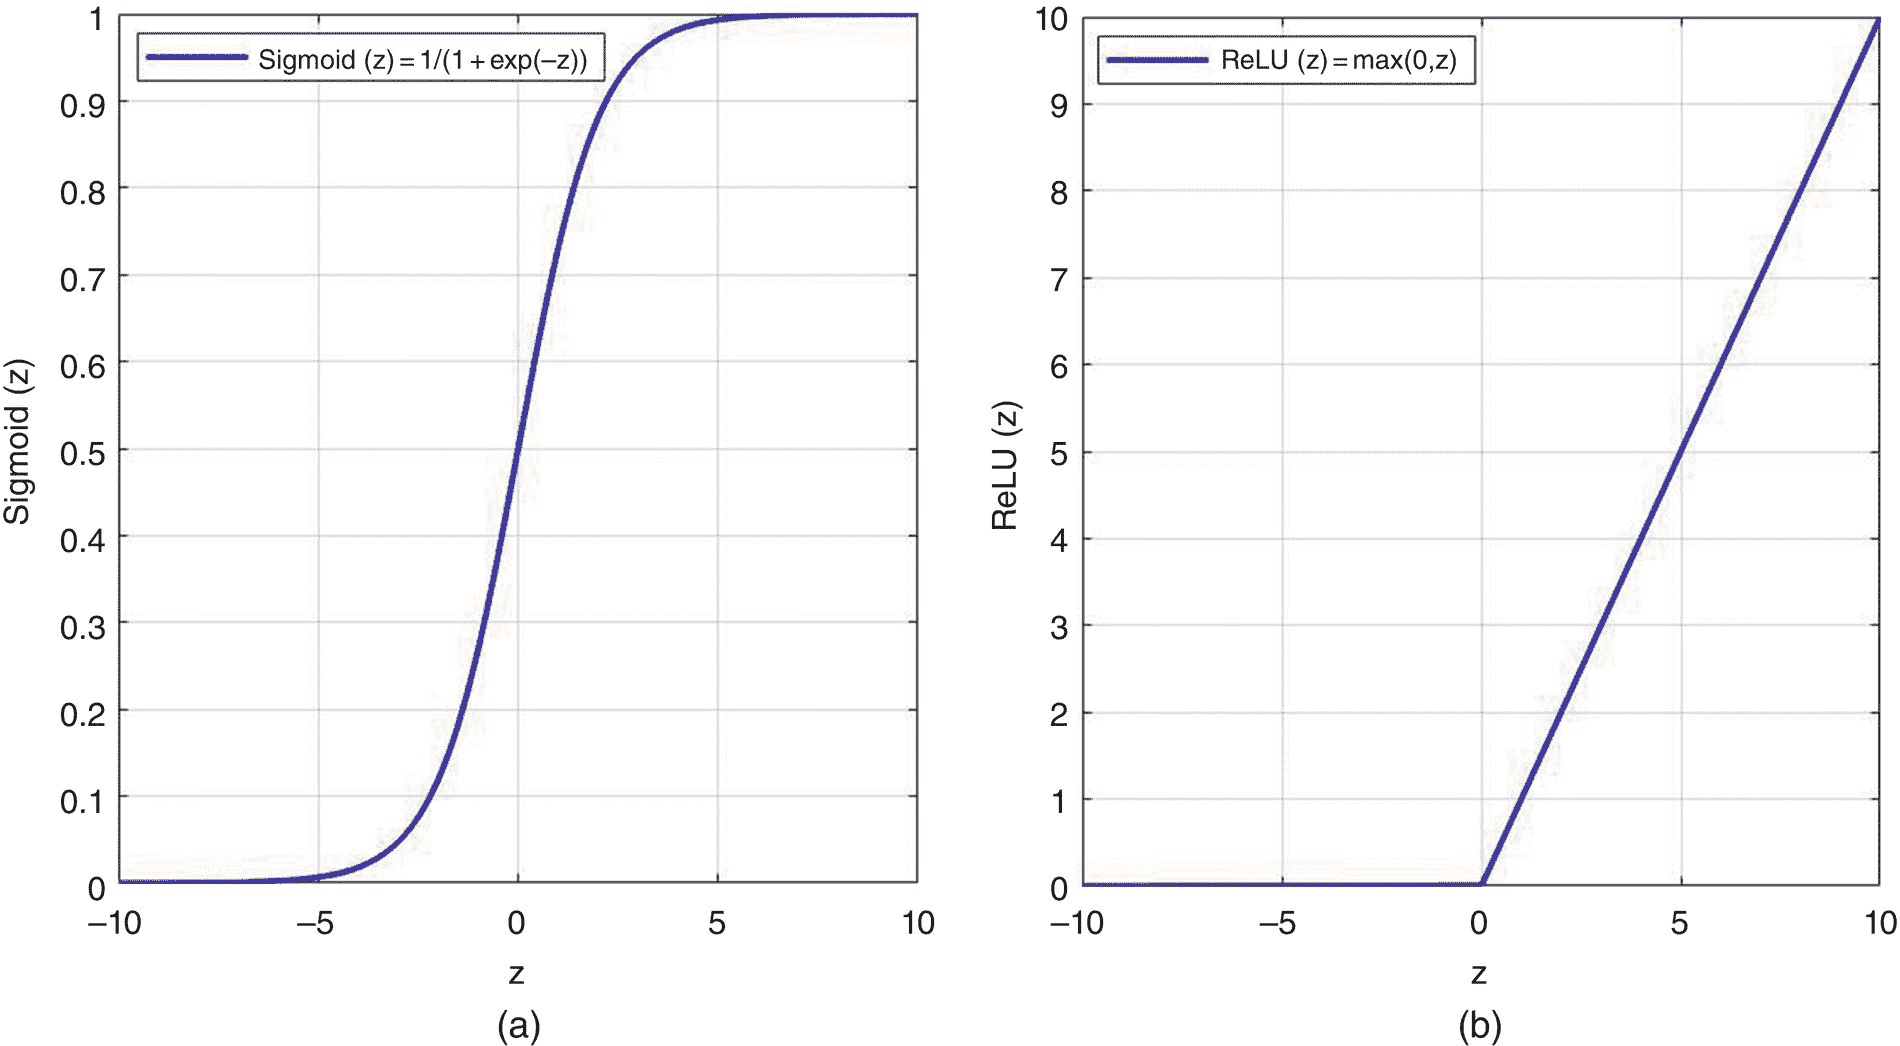 Sigmoid (z) = 1/(1 + exp(–z))
1
0.9
0.8
0.7
0.6
0.5
0.4
0.3
0.2
0.1
0
Sigmoid (z)
–10 –5 0 5 10
z
(a)
ReLU (z) = max(0,z)
10
9
8
7
6
5
4
3
2
1
0
ReLU (z)
–10 –5 0 5 10
z
(b)